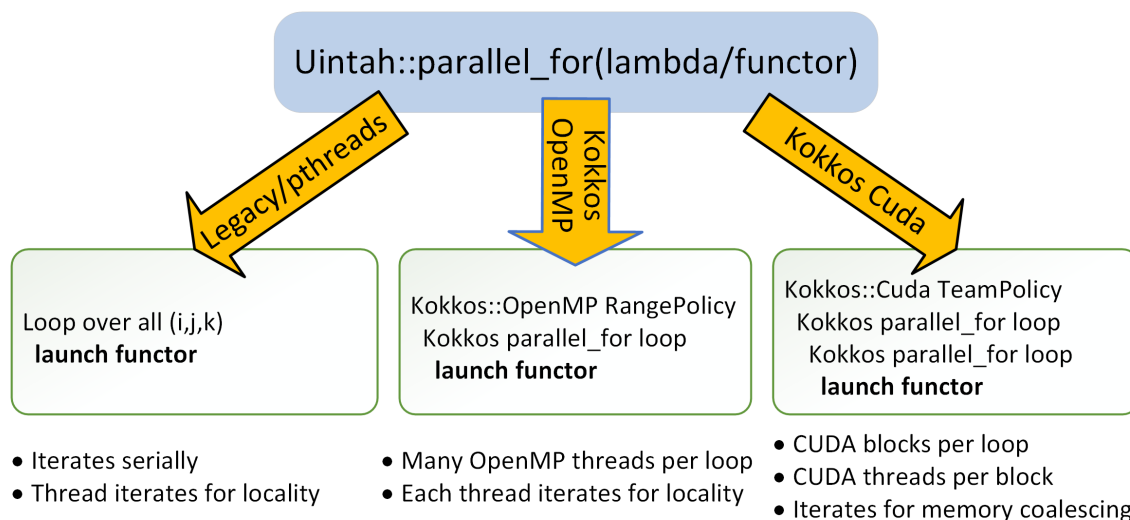 Uintah::parallel_for(lambda/functor)
Legacy/pthreads
Kokkos
OpenMP
Kokkos Cuda
Loop over all (i,j,k)
launch functor
Kokkos::OpenMP RangePolicy
Kokkos parallel_for loop
launch functor
Kokkos::Cuda TeamPolicy
Kokkos parallel_for loop
Kokkos parallel_for loop
launch functor
• Iterates serially
• Thread iterates for locality
• Many OpenMP threads per loop
• Each thread iterates for locality
• CUDA blocks per loop
• CUDA threads per block
• Iterates for memory coalescing